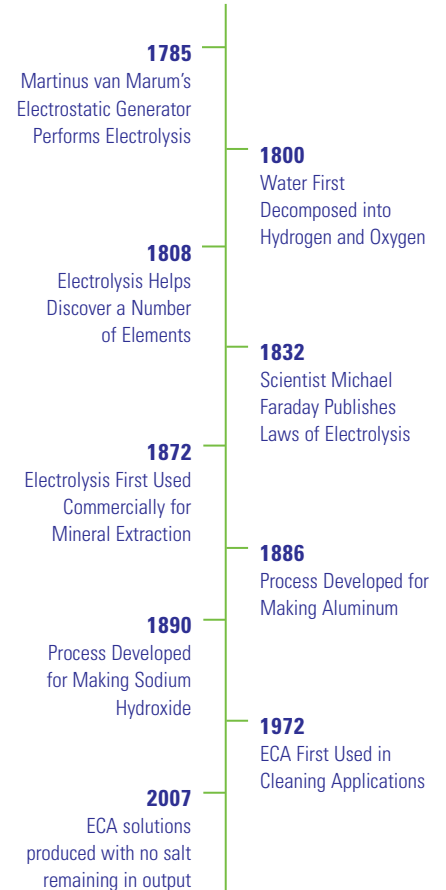 1785
Martinus van Marum's
Electrostatic Generator
Performs Electrolysis
1800
Water First
Decomposed into
Hydrogen and Oxygen
1808
Electrolysis Helps
Discover a Number
of Elements
1832
Scientist Michael
Faraday Publishes
Laws of Electrolysis
1872
Electrolysis First Used
Commercially for
Mineral Extraction
1886
Process Developed for
Making Aluminum
1890
Process Developed
for Making Sodium
Hydroxide
1972
ECA First Used in
Cleaning Applications
2007
ECA solutions
produced with no salt
remaining in output